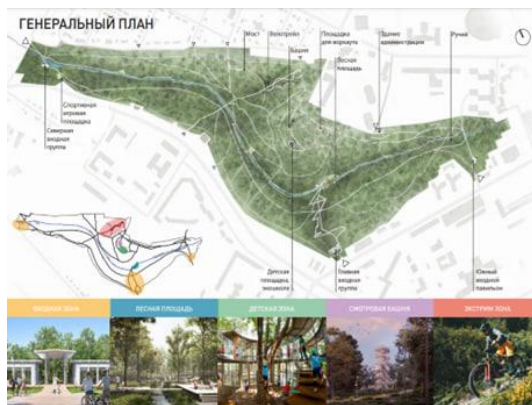 ГЕНЕРАЛЬНЫЙ ПЛАН
Мост
Велотрейл
Башня
Площадка
для воркаута
Лесная
площадь
Здание
администрации
Ручей
Спортивная
игровая
площадка
Северная
входная
группа
Детская
площадка,
экошкола
Главная
входная
группа
Южный
входной
павильон
ВХОДНАЯ ЗОНА
ЛЕСНАЯ ПЛОЩАДЬ
ДЕТСКАЯ ЗОНА
СМОТРОВАЯ БАШНЯ
ЭКСТРИМ ЗОНА